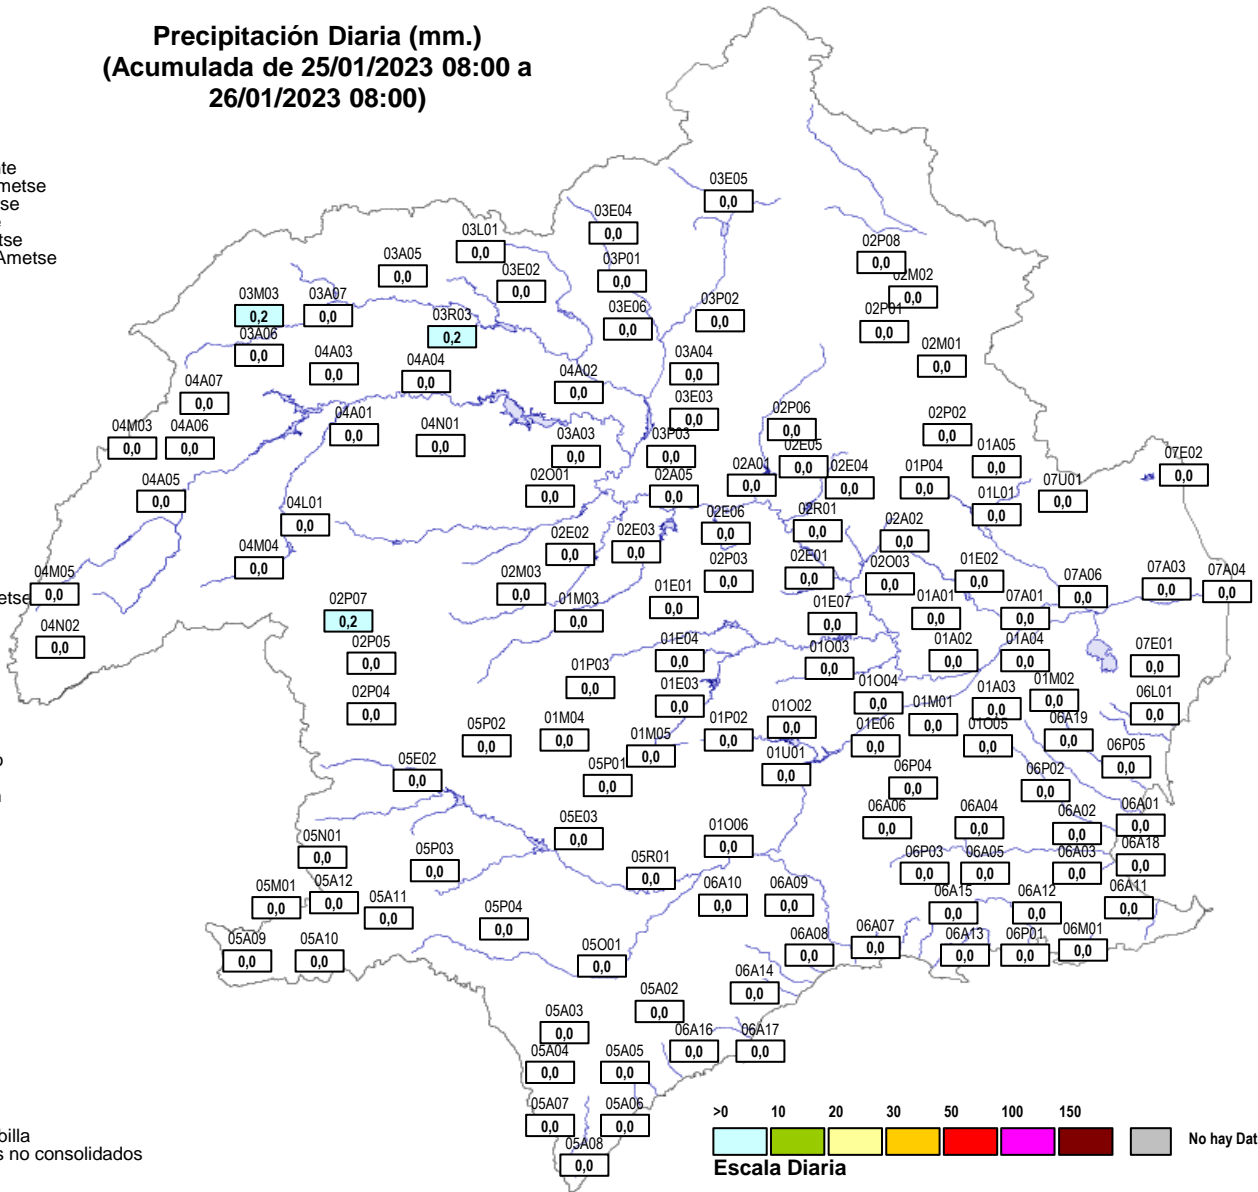 Precipitación Diaria (mm.)
(Acumulada de 25/01/2023 08:00 a
26/01/2023 08:00)
03E05
0,0
03E04
0,0
03L01
0,0
03A05
0,0
03P01
0,0
03E02
0,0
02P08
0,0
02M02
0,0
03M03
0,2
03A07
0,0
03R03
0,2
03E06
0,0
03P02
0,0
02P01
0,0
03A06
0,0
04A03
0,0
04A04
0,0
04A02
0,0
03A04
0,0
02M01
0,0
04A07
0,0
03E03
0,0
04M03
0,0
04A06
0,0
04A01
0,0
04N01
0,0
03A03
0,0
03P03
0,0
02P06
0,0
02E05
0,0
02P02
0,0
01A05
0,0
07E02
0,0
04A05
0,0
02O01
0,0
02A05
0,0
02A01
0,0
02E04
0,0
01P04
0,0
01L01
0,0
07U01
0,0
04L01
0,0
02E06
0,0
02R01
0,0
02A02
0,0
04M04
0,0
02E02
0,0
02E03
0,0
04M05
0,0
02M03
0,0
02P03
0,0
02E01
0,0
02O03
0,0
01E02
0,0
07A06
0,0
07A03
0,0
07A04
0,0
02P07
0,2
01M03
0,0
01E01
0,0
01E07
0,0
01A01
0,0
07A01
0,0
04N02
0,0
02P05
0,0
01E04
0,0
01O03
0,0
01A02
0,0
01A04
0,0
07E01
0,0
01P03
0,0
01E03
0,0
01O04
0,0
01A03
0,0
01M02
0,0
06L01
0,0
02P04
0,0
05P02
0,0
01M04
0,0
01M05
0,0
01P02
0,0
01O02
0,0
01E06
0,0
01M01
0,0
01O05
0,0
06A19
0,0
06P05
0,0
05E02
0,0
05P01
0,0
01U01
0,0
06P04
0,0
06P02
0,0
05E03
0,0
01O06
0,0
06A06
0,0
06A04
0,0
06A02
0,0
06A01
0,0
05N01
0,0
05P03
0,0
05R01
0,0
06P03
0,0
06A05
0,0
06A03
0,0
06A18
0,0
05M01
0,0
05A12
0,0
05A11
0,0
05P04
0,0
06A10
0,0
06A09
0,0
06A15
0,0
06A12
0,0
06A11
0,0
05A09
0,0
05A10
0,0
05O01
0,0
06A08
0,0
06A07
0,0
06A13
0,0
06P01
0,0
06M01
0,0
06A14
0,0
05A02
0,0
05A03
0,0
06A16
0,0
06A17
0,0
05A04
0,0
05A05
0,0
05A07
0,0
05A06
0,0
05A08
0,0
>0 10 20 30 50 100 150
No hay Dat
Escala Diaria
no consolidados